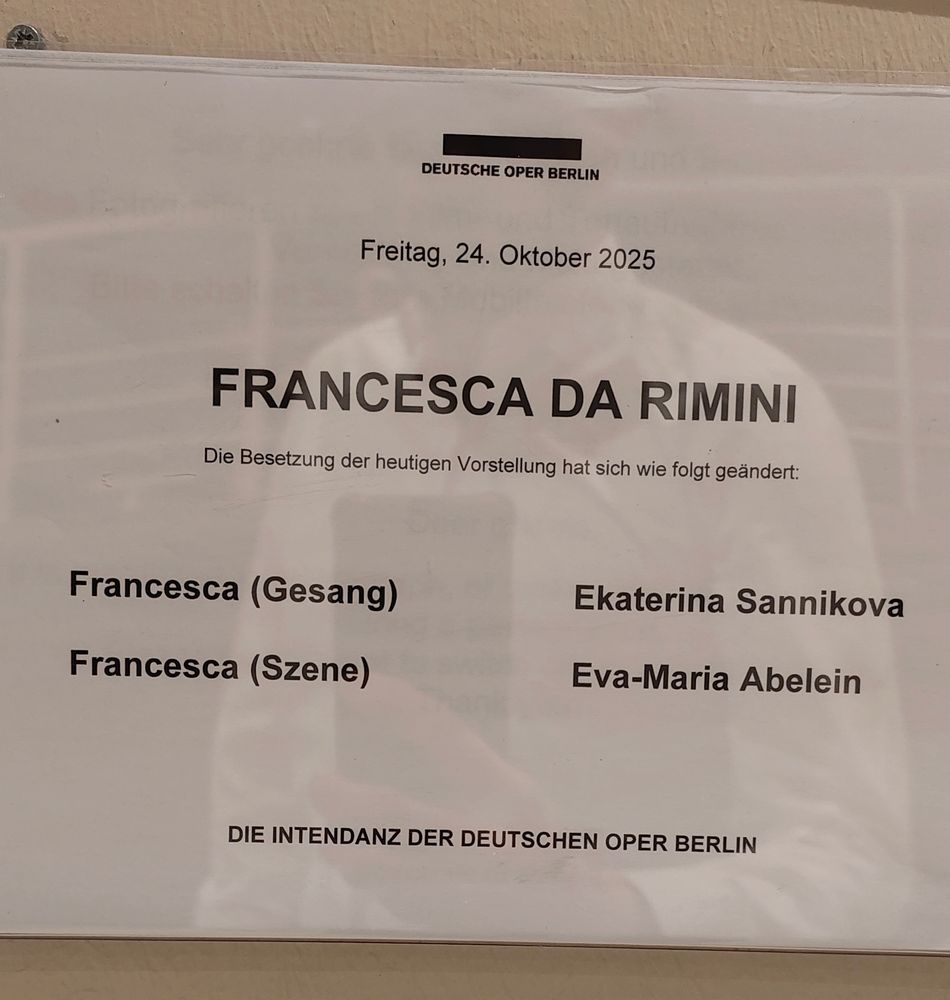 DEUTSCHE OPER BERLIN
Freitag, 24. Oktober 2025
FRANCESCA DA RIMINI
Die Besetzung der heutigen Vorstellung hat sich wie folgt geändert:
Francesca (Gesang) Ekaterina Sannikova
Francesca (Szene) Eva-Maria Abelein
DIE INTENDANZ DER DEUTSCHEN OPER BERLIN